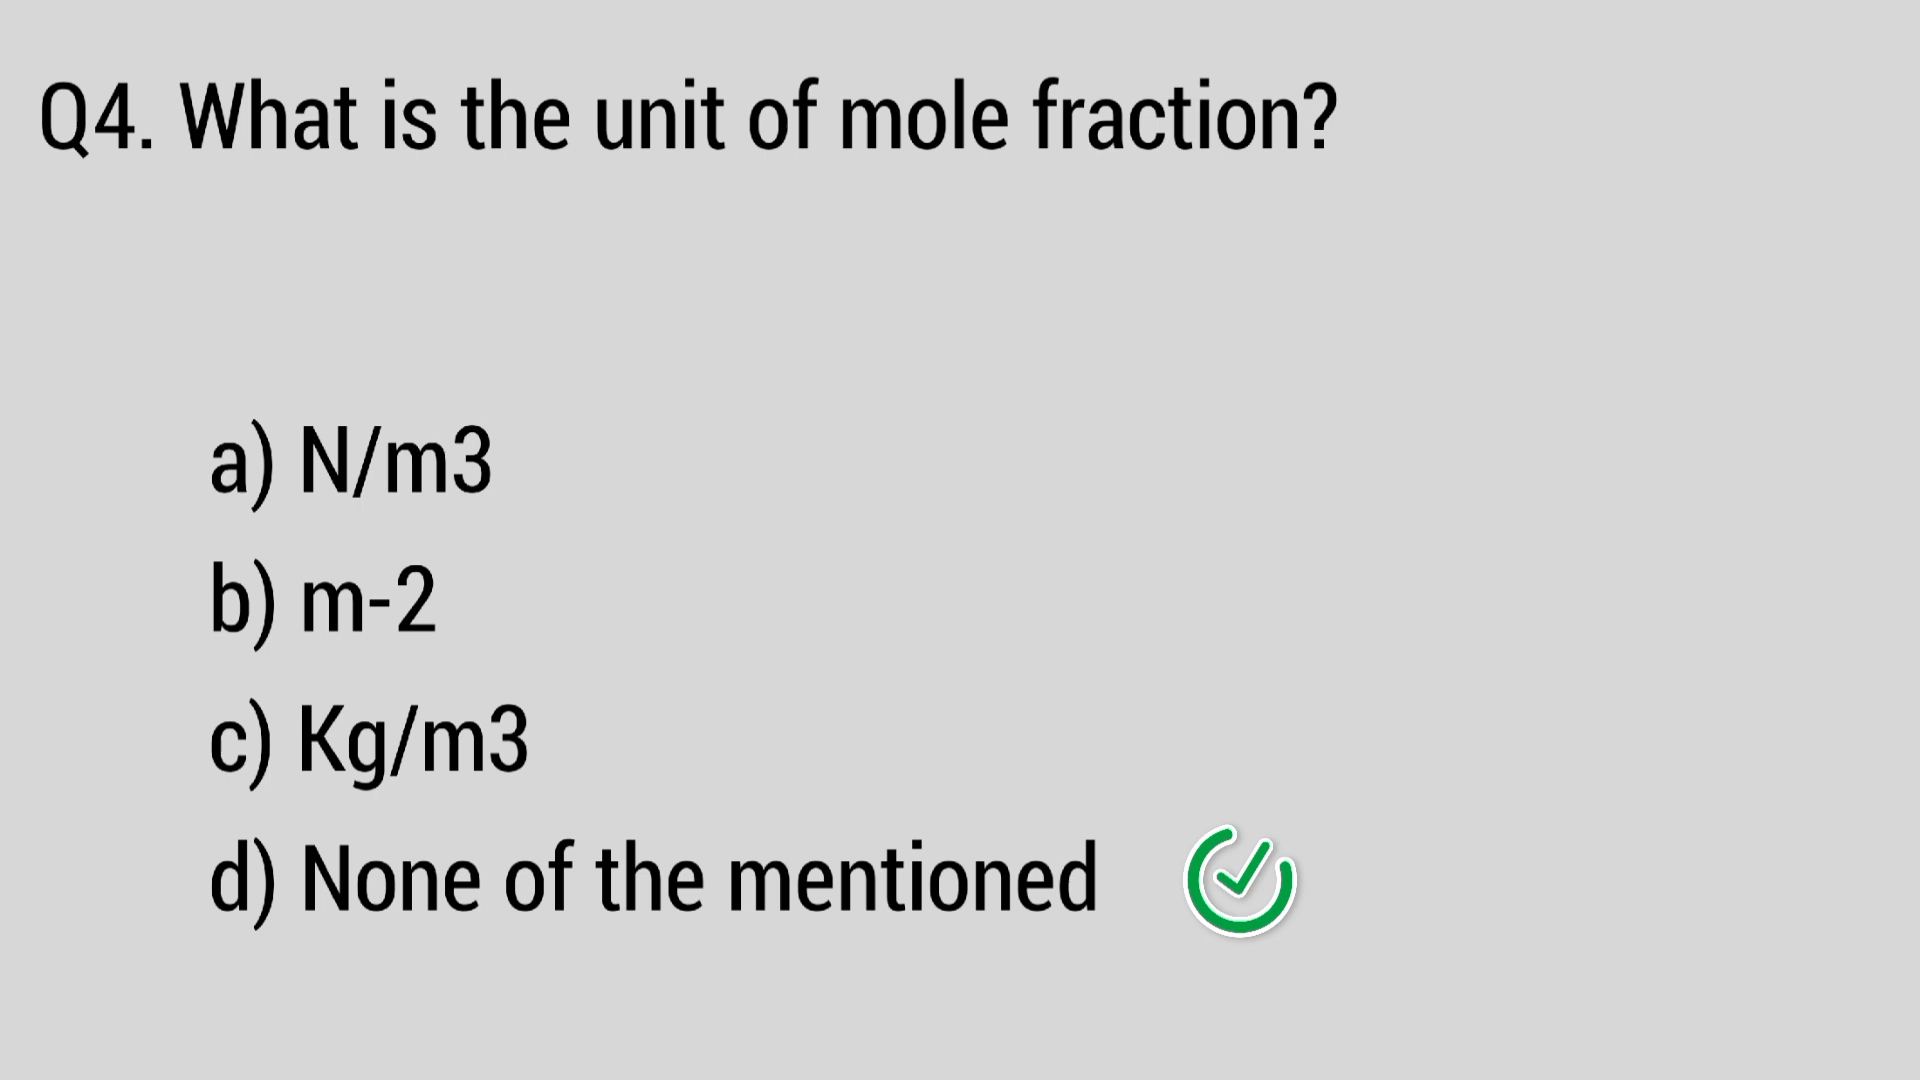 Q4. What is the unit of mole fraction?
a) N/m3
b) m-2
c) Kg/m3
d) None of the mentioned